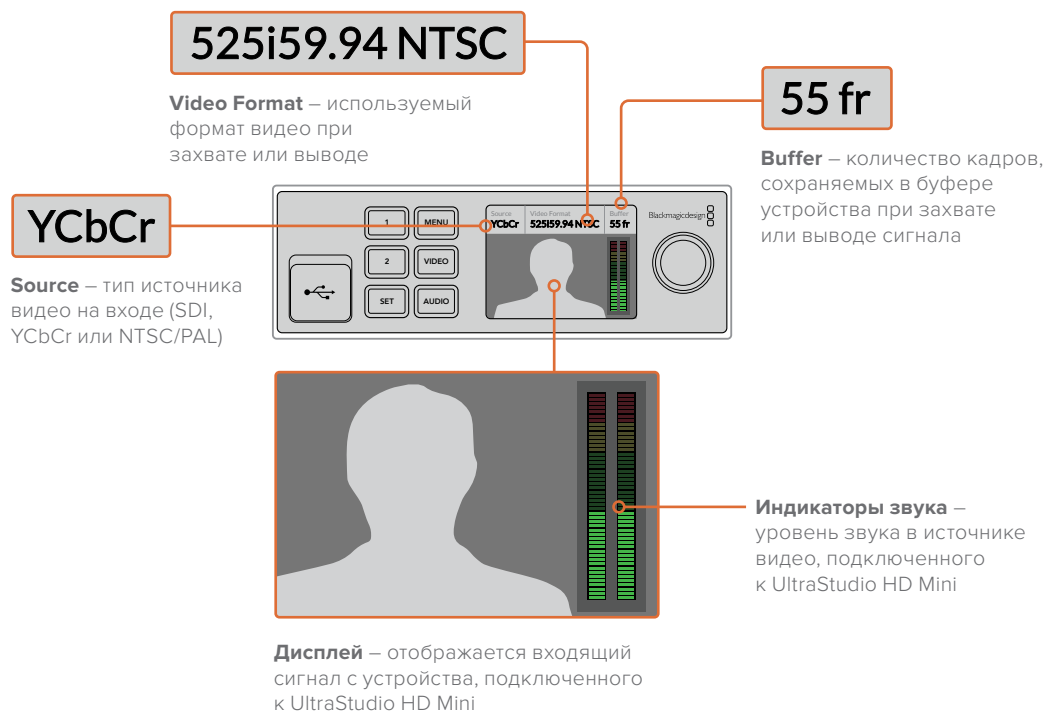 525i59.94 NTSC
Video Format – используемый
формат видео при
захвате или выводе
55 fr
Buffer – количество кадров,
сохраняемых в буфере
устройства при захвате
или выводе сигнала
YCbCr
Source – тип источника
видео на входе (SDI,
YCbCr или NTSC/PAL)
1
MENU
2
VIDEO
SET
AUDIO
Source
YCbCr
Video Format
525i59.94 NTSC
Buffer
55 fr
Blackmagicdesign
Индикаторы звука –
уровень звука в источнике
видео, подключенного
к UltraStudio HD Mini
Дисплей – отображается входящий
сигнал с устройства, подключенного
к UltraStudio HD Mini